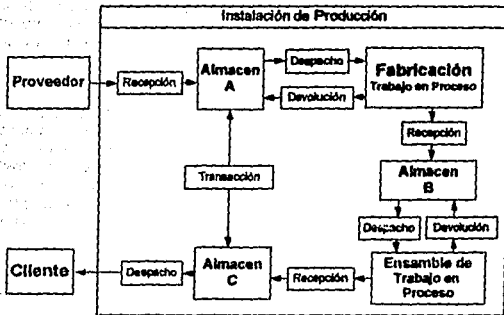 Instalación de Producción
Proveedor
Recepción
Almacen
A
Despacho
Devolución
Fabricación
Trabajo en Proceso
Recepción
Almacen
B
Transacción
Despacho
Devolución
Cliente
Despacho
Almacen
C
Recepción
Ensamble de
Trabajo en
Proceso